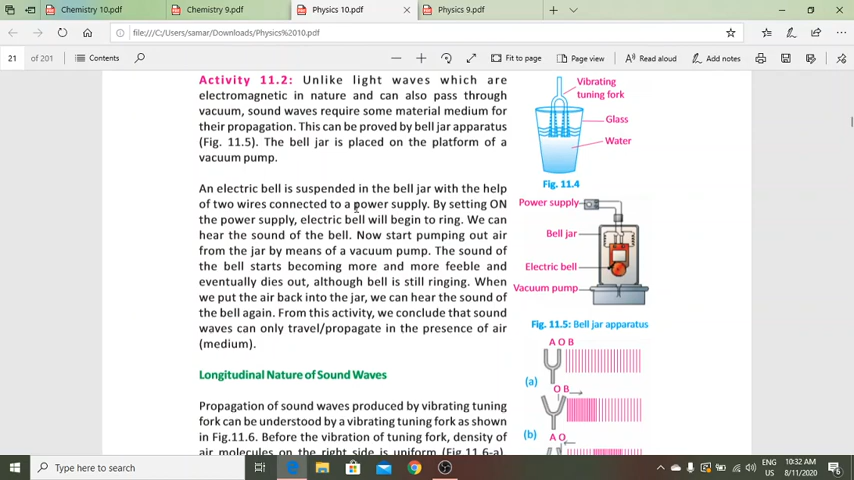 Chemistry 10.pdf
Chemistry 9.pdf
Physics 10.pdf
Physics 9.pdf
file:///C:/Users/samar/Downloads/Physics%2010.pdf
21 of 201
Contents
Fit to page
Page view
Read aloud
Add notes
Activity 11.2: Unlike light waves which are
electromagnetic in nature and can also pass through
vacuum, sound waves require some material medium for
their propagation. This can be proved by bell jar apparatus
(Fig. 11.5). The bell jar is placed on the platform of a
vacuum pump.
An electric bell is suspended in the bell jar with the help
of two wires connected to a power supply. By setting ON
the power supply, electric bell will begin to ring. We can
hear the sound of the bell. Now start pumping out air
from the jar by means of a vacuum pump. The sound of
the bell starts becoming more and more feeble and
eventually dies out, although bell is still ringing. When
we put the air back into the jar, we can hear the sound of
the bell again. From this activity, we conclude that sound
waves can only travel/propagate in the presence of air
(medium).
Longitudinal Nature of Sound Waves
Propagation of sound waves produced by vibrating tuning
fork can be understood by a vibrating tuning fork as shown
in Fig.11.6. Before the vibration of tuning fork, density of
air molecules on the right side is uniform (Fig.11.6-a).
Vibrating
tuning fork
Glass
Water
Fig. 11.4
Power supply
Bell jar
Electric bell
Vacuum pump
Fig. 11.5: Bell jar apparatus
A O B
(a)
O B
(b)
A O
Type here to search
ENG
US
10:32 AM
8/11/2020
6